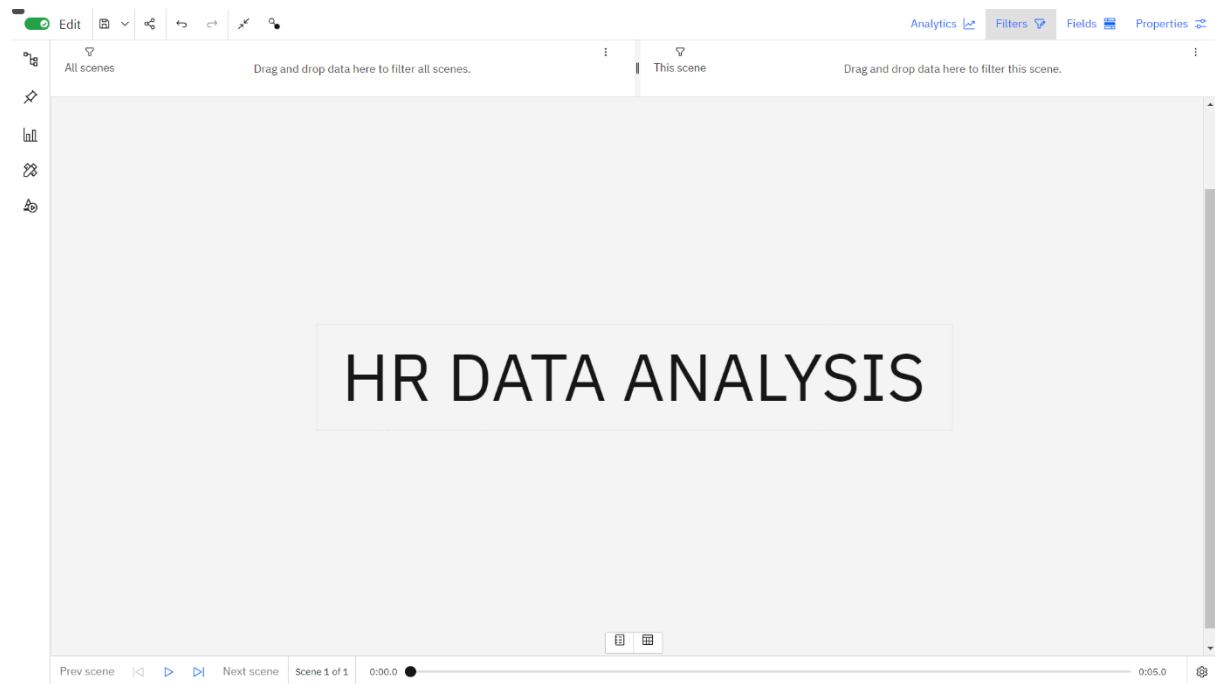 Edit
Analytics
Filters
Fields
Properties
All scenes
Drag and drop data here to filter all scenes.
This scene
Drag and drop data here to filter this scene.
HR DATA ANALYSIS
Prev scene
Next scene
Scene 1 of 1
0:00.0
0:05.0